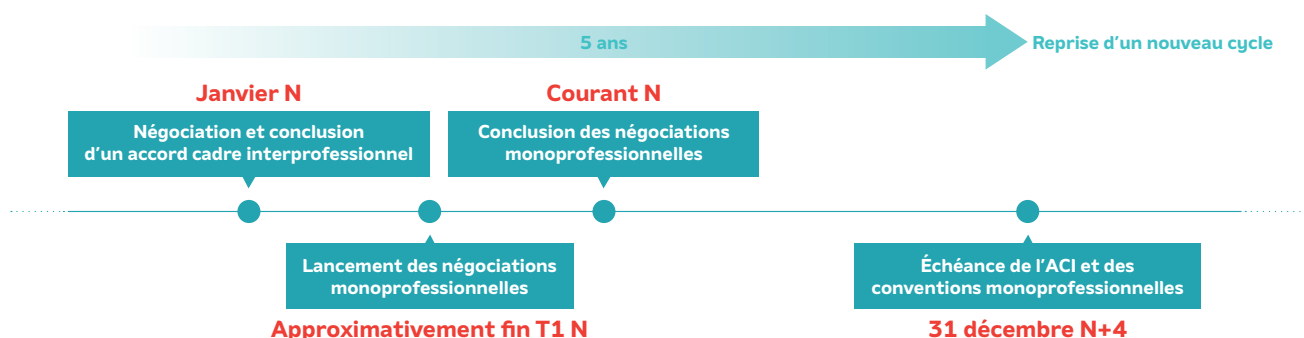 5 ans
Reprise d’un nouveau cycle
Janvier N
Négociation et conclusion
d’un accord cadre interprofessionnel
Courant N
Conclusion des négociations
monoprofessionnelles
Lancement des négociations
monoprofessionnelles
Approximativement fin T1 N
Échéance de l’ACI et des
conventions monoprofessionnelles
31 décembre N+4